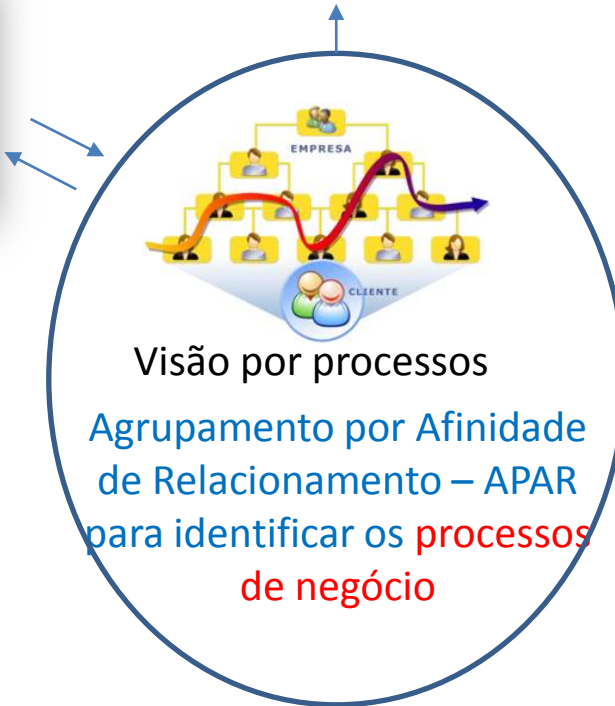 EMPRESA
CLIENTE
Visão por processos
Agrupamento por Afinidade
de Relacionamento – APAR
para identificar os processos
de negócio